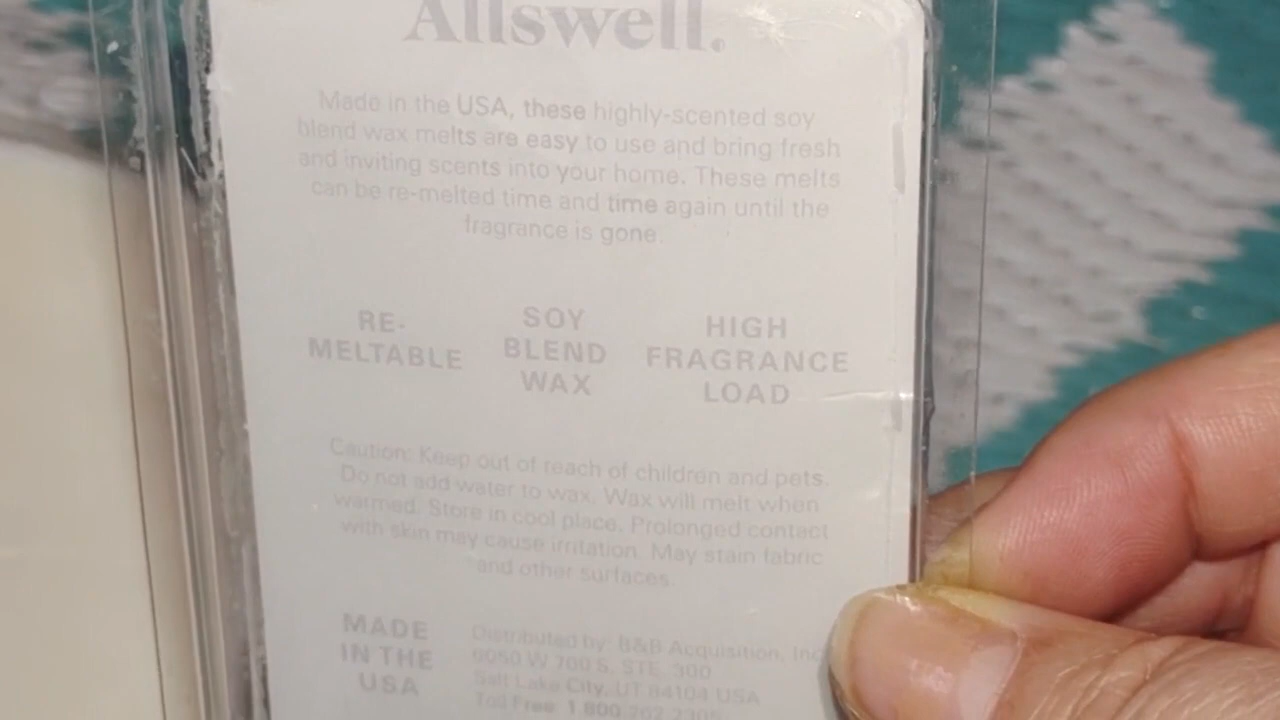 Allswell.
Made in the USA, these highly-scented soy
blend wax melts are easy to use and bring fresh
and inviting scents into your home. These melts
can be re-melted time and time again until the
fragrance is gone.
RE-
MELTABLE
SOY
BLEND
WAX
HIGH
FRAGRANCE
LOAD
Caution: Keep out of reach of children and pets.
Do not add water to wax. Wax will melt when
warmed. Store in cool place. Prolonged contact
with skin may cause irritation. May stain fabric
and other surfaces.
MADE
IN THE
USA
Distributed by: B&B Acquisition, Inc
6050 W 700 S. STE. 300
Salt Lake City, UT 84104 USA
Toll Free: 1.800.